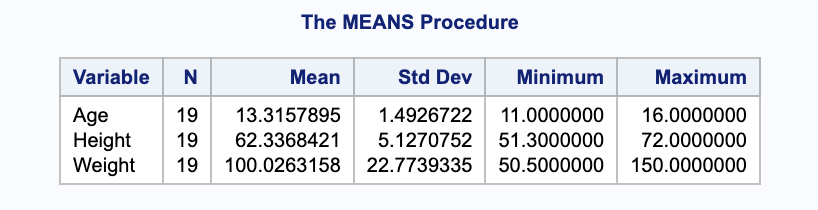 The MEANS Procedure
Variable N Mean Std Dev Minimum Maximum
Age 19 13.3157895 1.4926722 11.0000000 16.0000000
Height 19 62.3368421 5.1270752 51.3000000 72.0000000
Weight 19 100.0263158 22.7739335 50.5000000 150.0000000